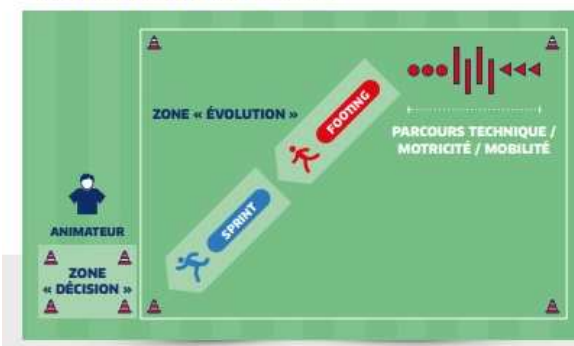 ZONE « ÉVOLUTION »
FOOTING
PARCOURS TECHNIQUE /
MOTRICITÉ / MOBILITÉ
SPRINT
ANIMATEUR
ZONE
« DÉCISION »